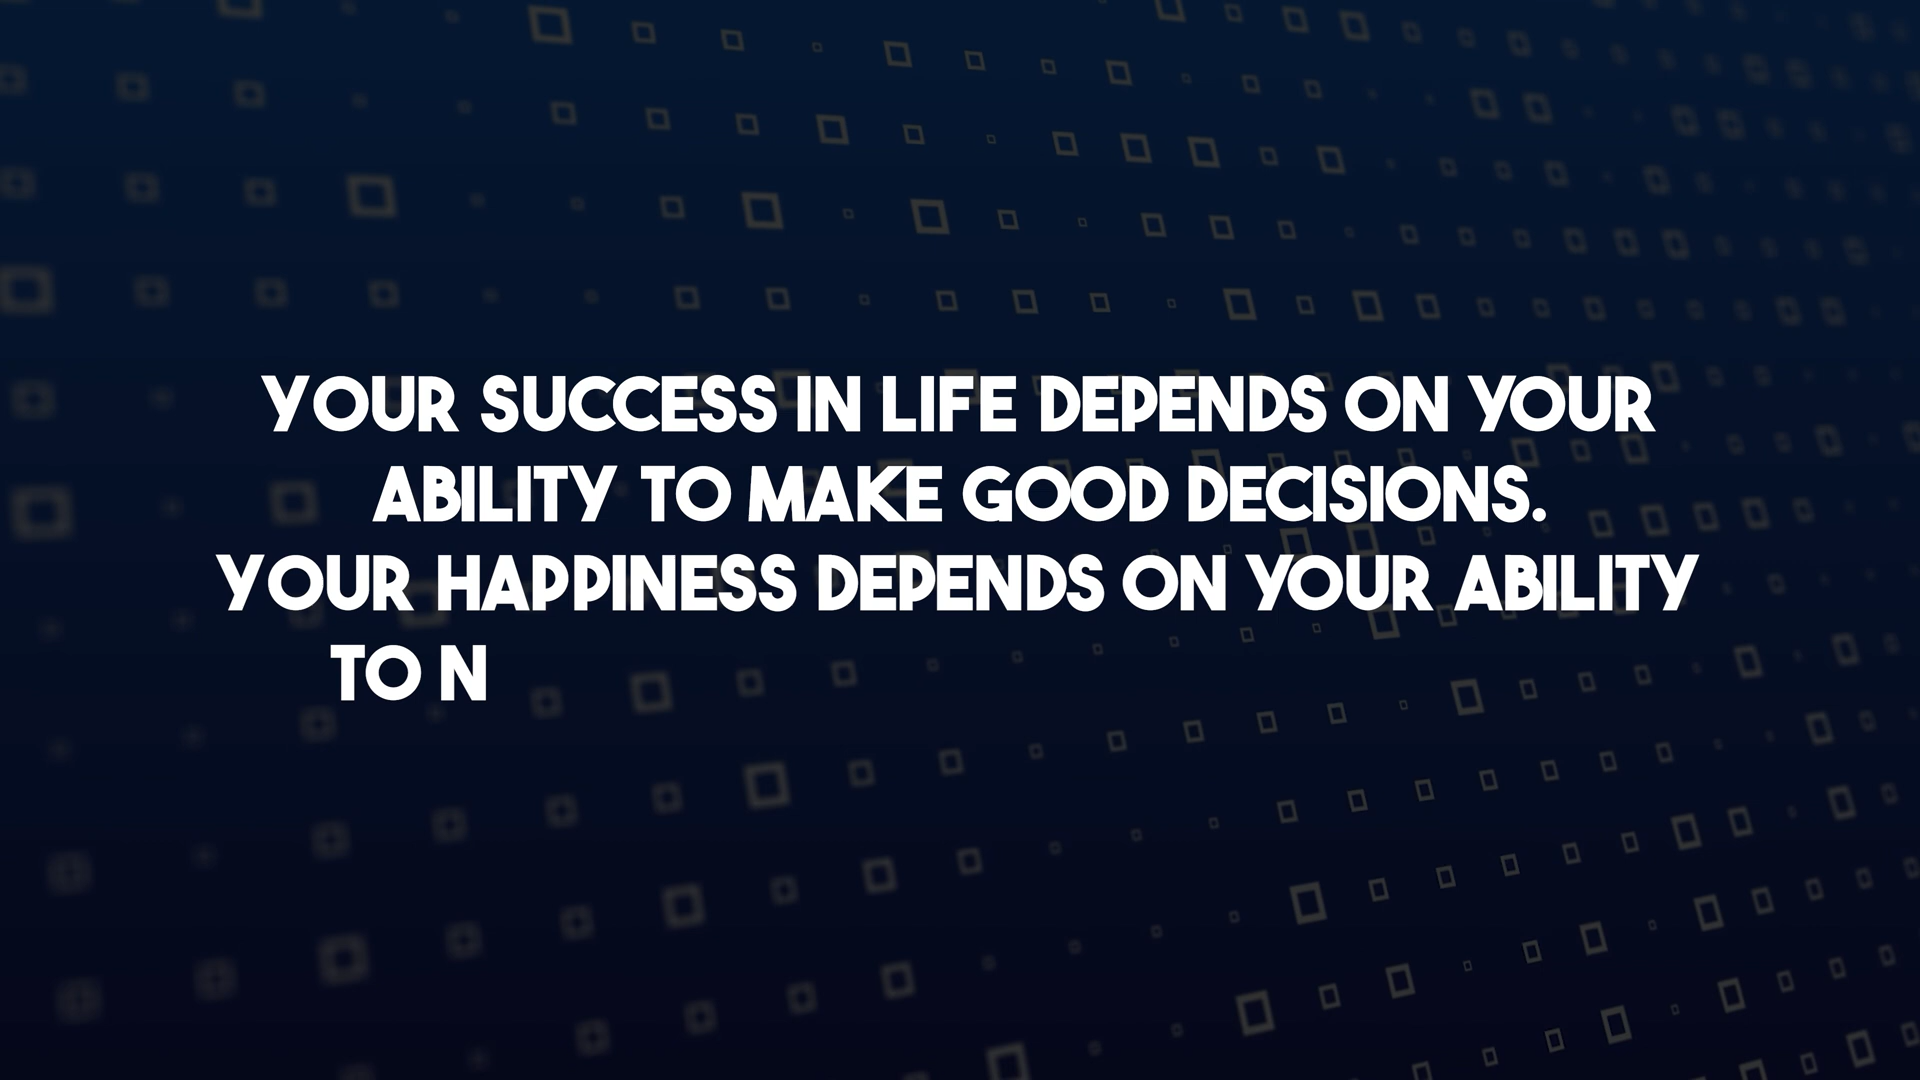 YOUR SUCCESS IN LIFE DEPENDS ON YOUR
ABILITY TO MAKE GOOD DECISIONS.
YOUR HAPPINESS DEPENDS ON YOUR ABILITY
TO N